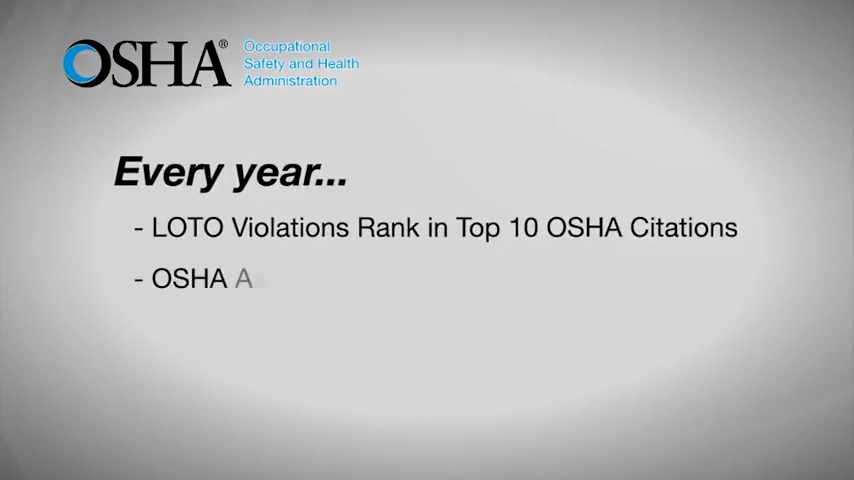 OSHA® Occupational
Safety and Health
Administration
Every year...
- LOTO Violations Rank in Top 10 OSHA Citations
- OSHA A